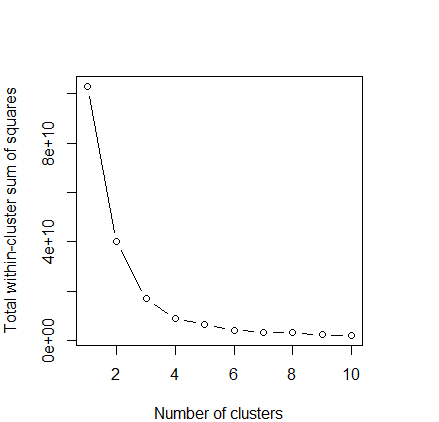 Total within-cluster sum of squares
8e+10
4e+10
0e+00
2 4 6 8 10
Number of clusters